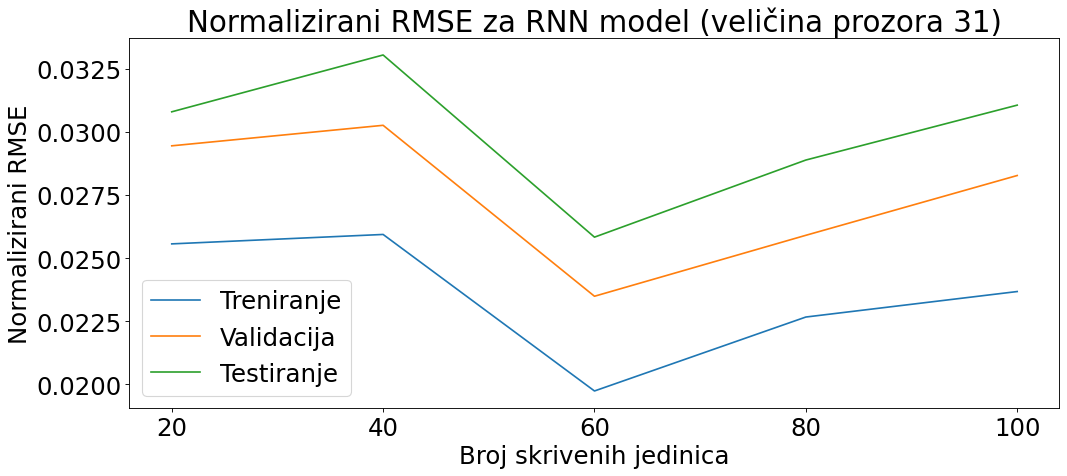 Normalizirani RMSE za RNN model (veličina prozora 31)
Normalizirani RMSE
0.0325
0.0300
0.0275
0.0250
0.0225
0.0200
Treniranje
Validacija
Testiranje
20 40 60 80 100
Broj skrivenih jedinica